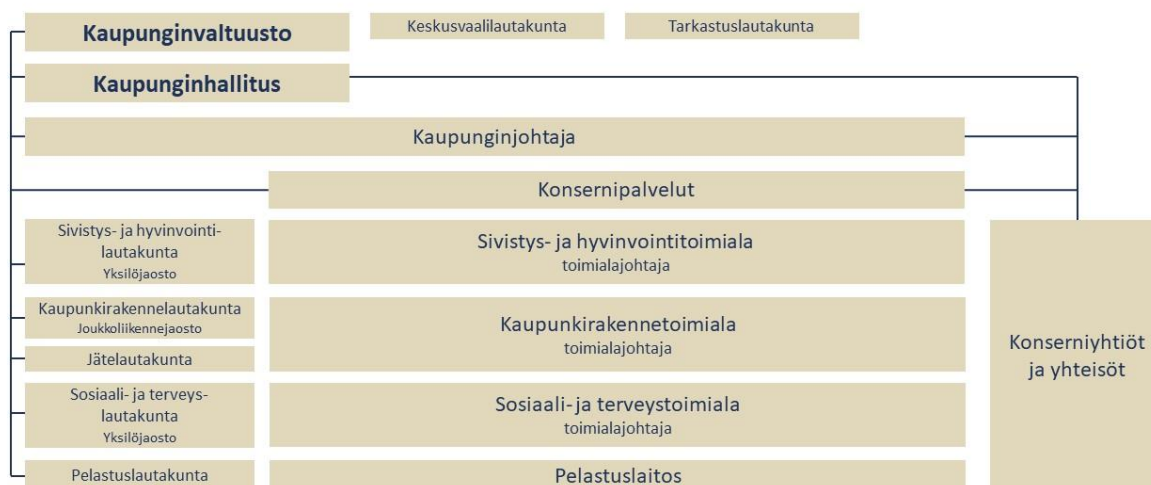 Kaupunginvaltuusto
Keskusvaalilautakunta
Tarkastuslautakunta
Kaupunginhallitus
Kaupunginjohtaja
Konsernipalvelut
Sivistys- ja hyvinvointi-
lautakunta
Yksilöjaosto
Sivistys- ja hyvinvointitoimiala
toimialajohtaja
Kaupunkirakennelautakunta
Joukkoliikennejaosto
Jätelautakunta
Kaupunkirakennetoimiala
toimialajohtaja
Sosiaali- ja terveys-
lautakunta
Yksilöjaosto
Sosiaali- ja terveystoimiala
toimialajohtaja
Pelastuslautakunta
Pelastuslaitos
Konserniyhtiöt
ja yhteisöt